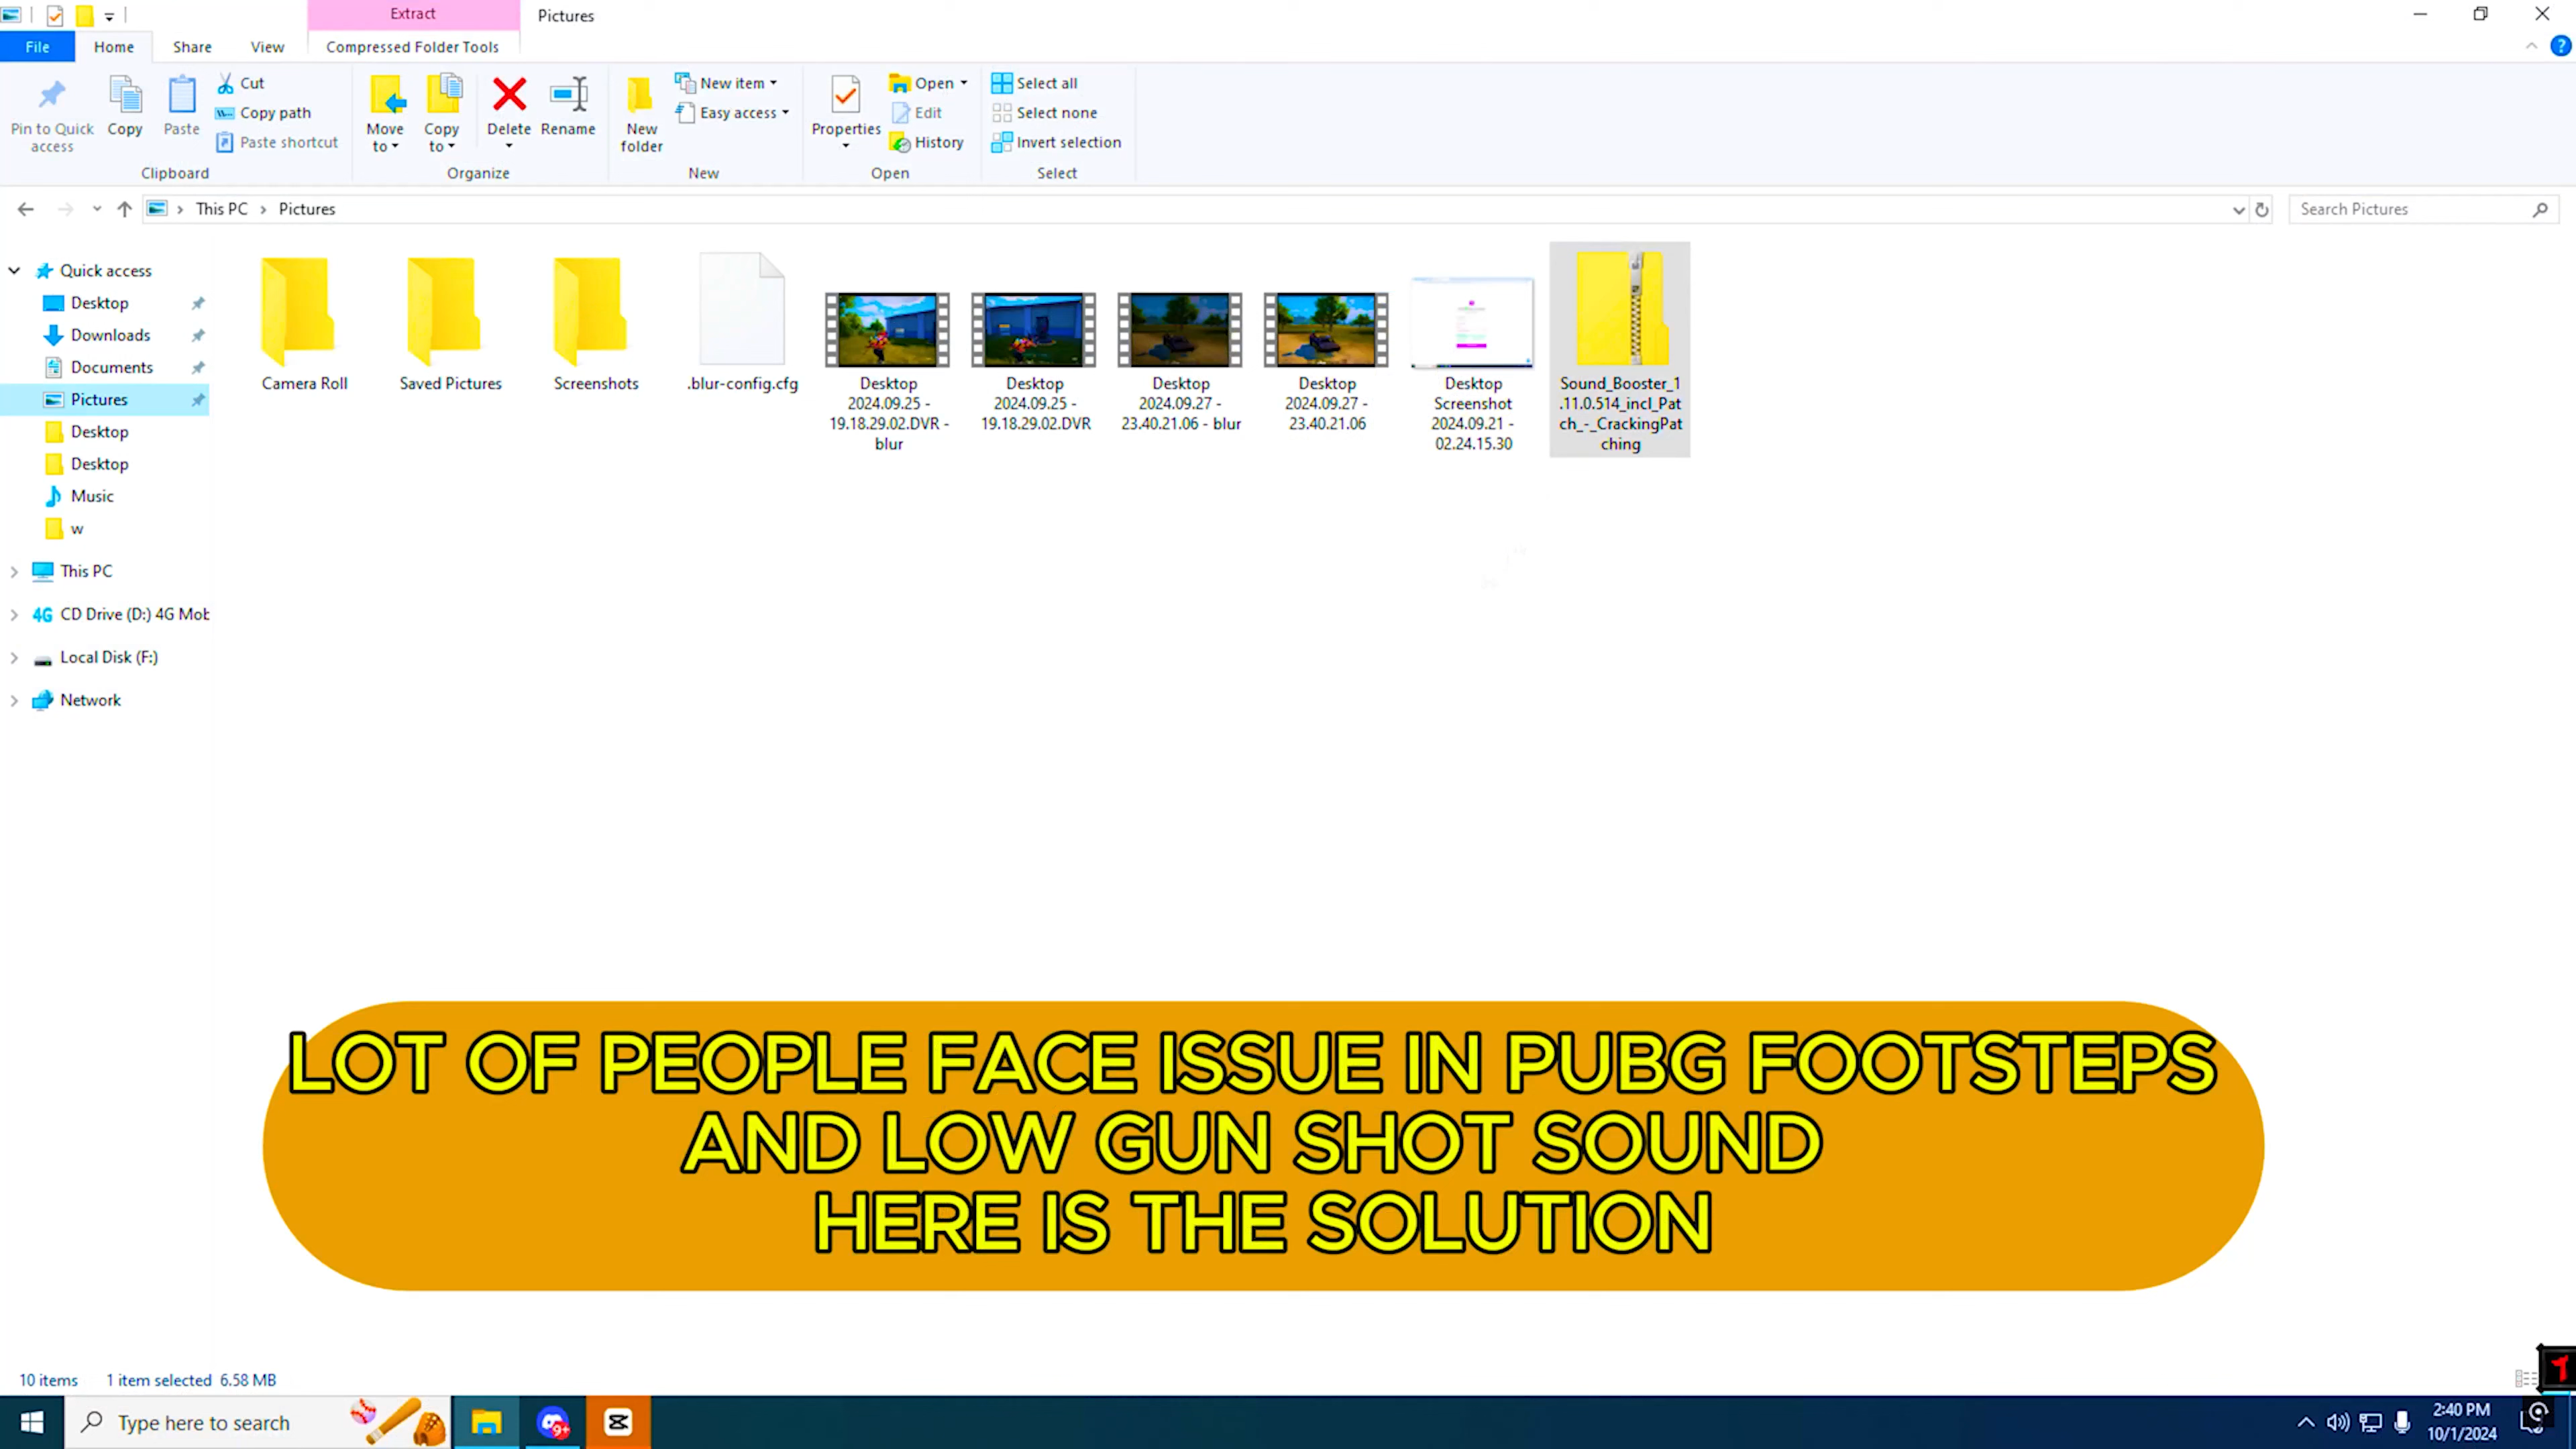 Extract
Pictures
File
Home
Share
View
Compressed Folder Tools
Pin to Quick
access
Copy
Paste
Cut
Copy path
Paste shortcut
Clipboard
Move
to
Copy
to
Delete
Rename
Organize
New
folder
New item
Easy access
New
Properties
Open
Edit
History
Open
Select all
Select none
Invert selection
Select
This PC
Pictures
Search Pictures
Quick access
Desktop
Downloads
Documents
Pictures
Desktop
Desktop
Music
w
This PC
4G CD Drive (D:) 4G Mob
Local Disk (F:)
Network
Camera Roll
Saved Pictures
Screenshots
.blur-config.cfg
Desktop
2024.09.25 -
19.18.29.02.DVR -
blur
Desktop
2024.09.25 -
19.18.29.02.DVR
Desktop
2024.09.27 -
23.40.21.06 - blur
Desktop
2024.09.27 -
23.40.21.06
Desktop
Screenshot
2024.09.21 -
02.24.15.30
Sound_Booster_1
.11.0.514_incl_Pat
ch_-_CrackingPat
ching
LOT OF PEOPLE FACE ISSUE IN PUBG FOOTSTEPS
AND LOW GUN SHOT SOUND
HERE IS THE SOLUTION
10 items
1 item selected 6.58 MB
Type here to search
9+
2:40 PM
10/1/2024